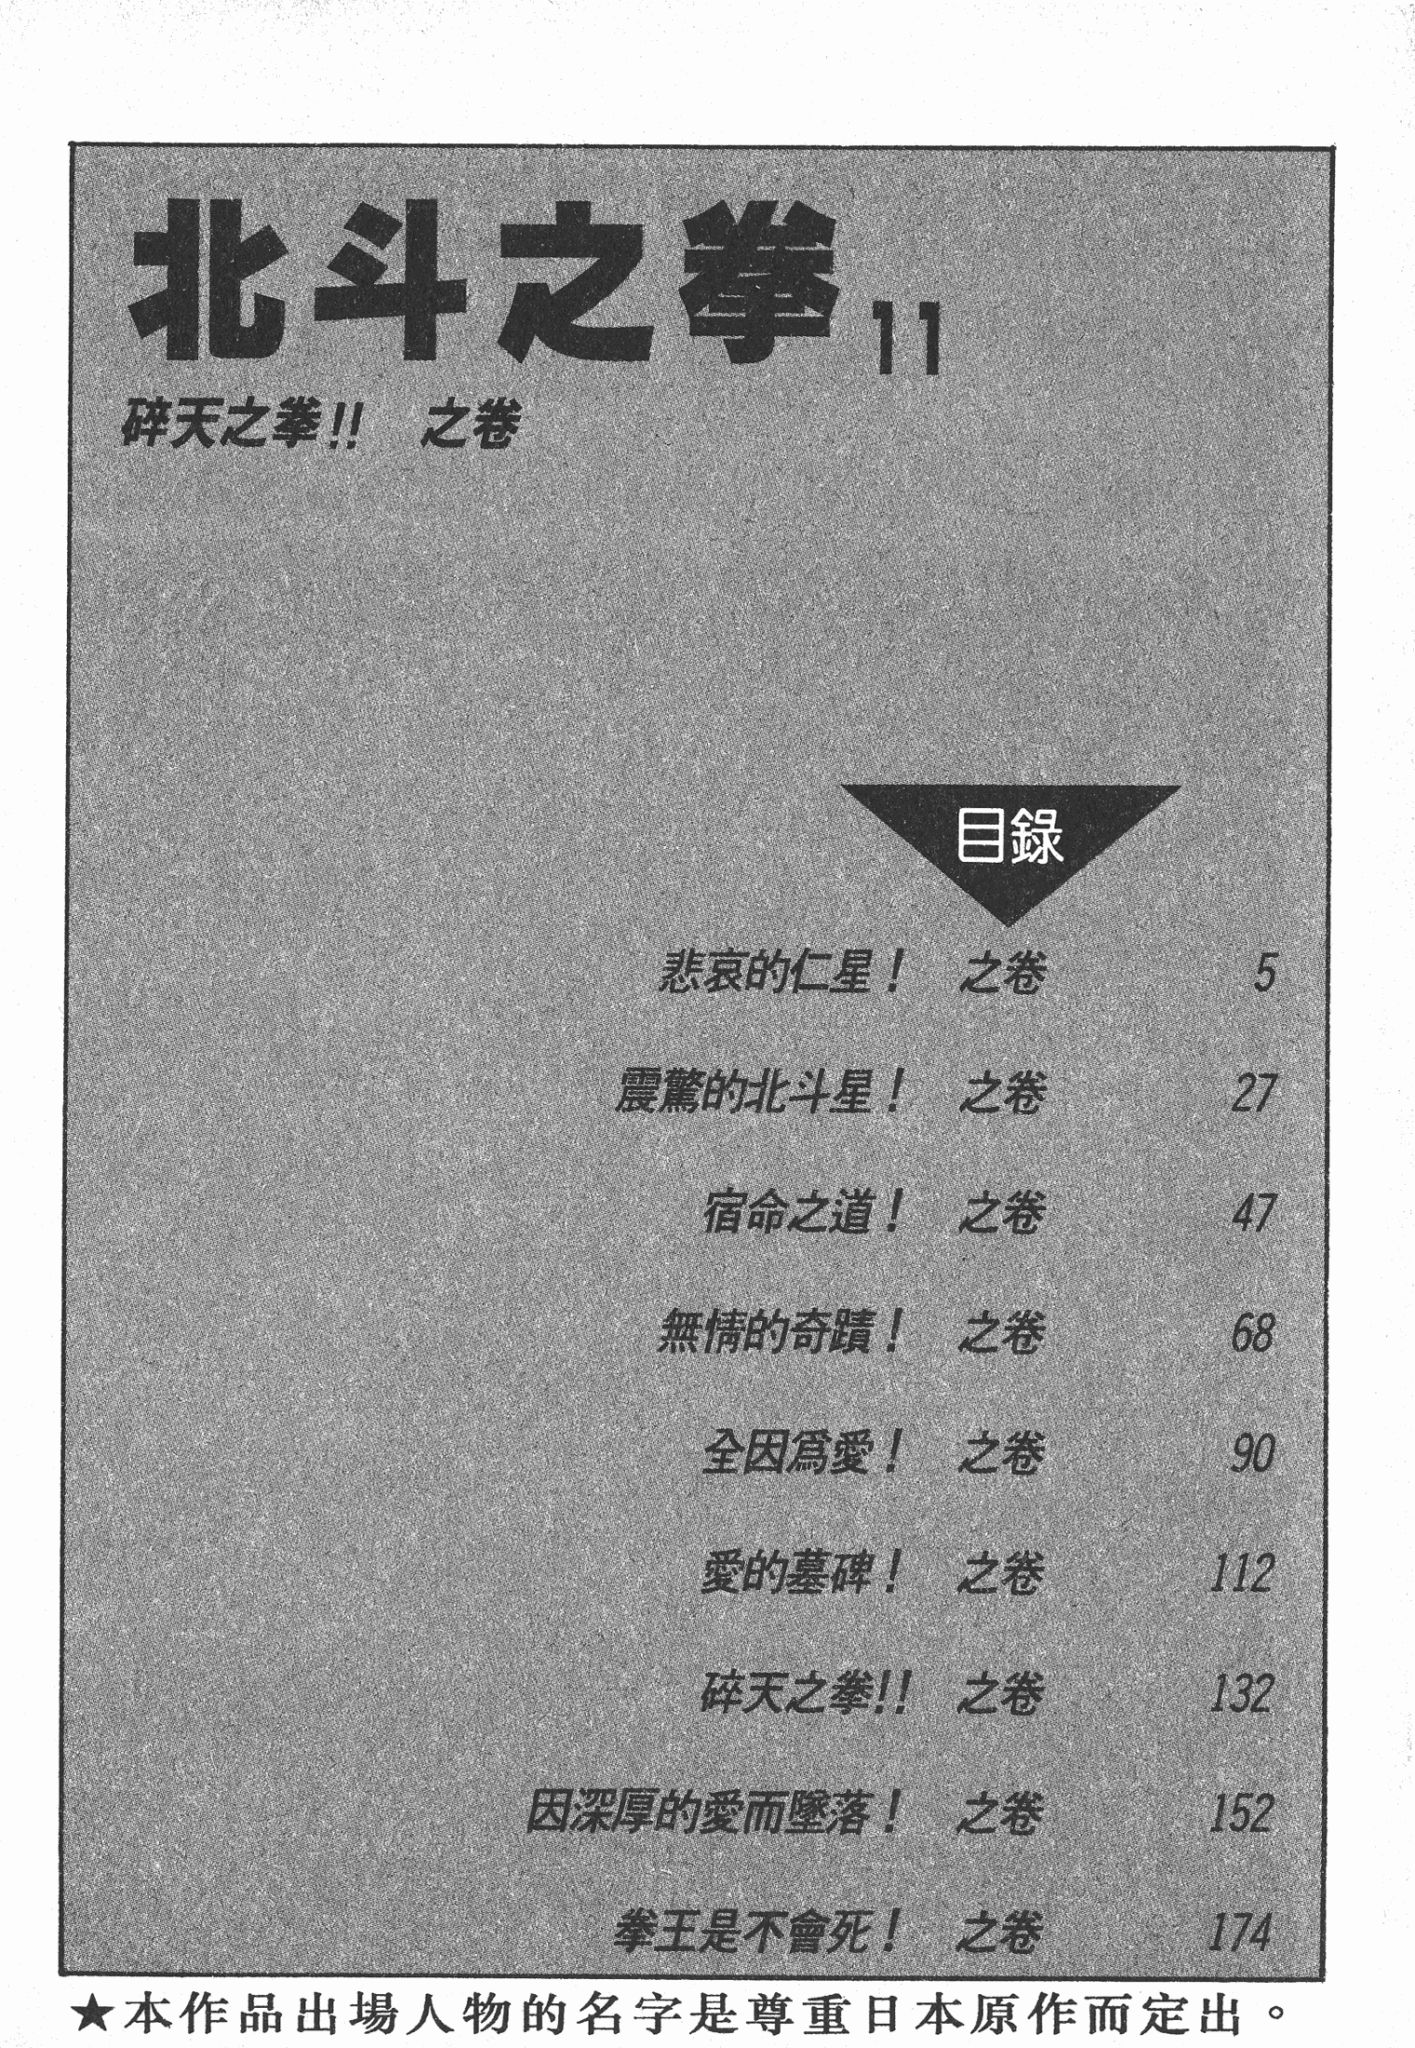 北斗之拳 11
碎天之拳!! 之卷
目錄
悲哀的仁星! 之卷 5
震驚的北斗星! 之卷 27
宿命之道! 之卷 47
無情的奇蹟! 之卷 68
全因爲愛! 之卷 90
愛的墓碑! 之卷 112
碎天之拳!! 之卷 132
因深厚的愛而墜落! 之卷 152
拳王是不會死! 之卷 174
★本作品出場人物的名字是尊重日本原作而定出。